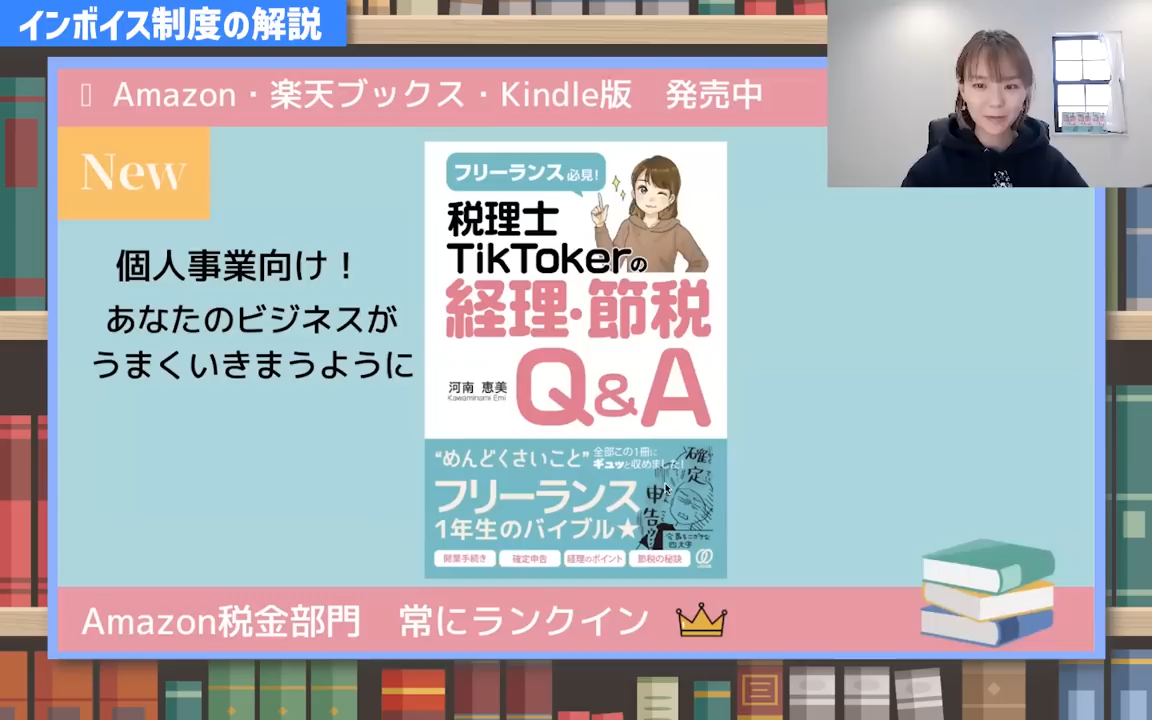 インボイス制度の解説
Amazon・楽天ブックス・Kindle版 発売中
New
個人事業向け！
あなたのビジネスが
うまくいきまうように
フリーランス必見！
税理士
TikTokerの
経理・節税
Q&A
河南 恵美
Kawaminami Emi
“めんどくさいこと”
全部この1冊に
ギュッと収めました！
確定
申告
フリーランス
1年生のバイブル★
開業手続き 確定申告 経理のポイント 節税の秘訣
Amazon税金部門 常にランクイン